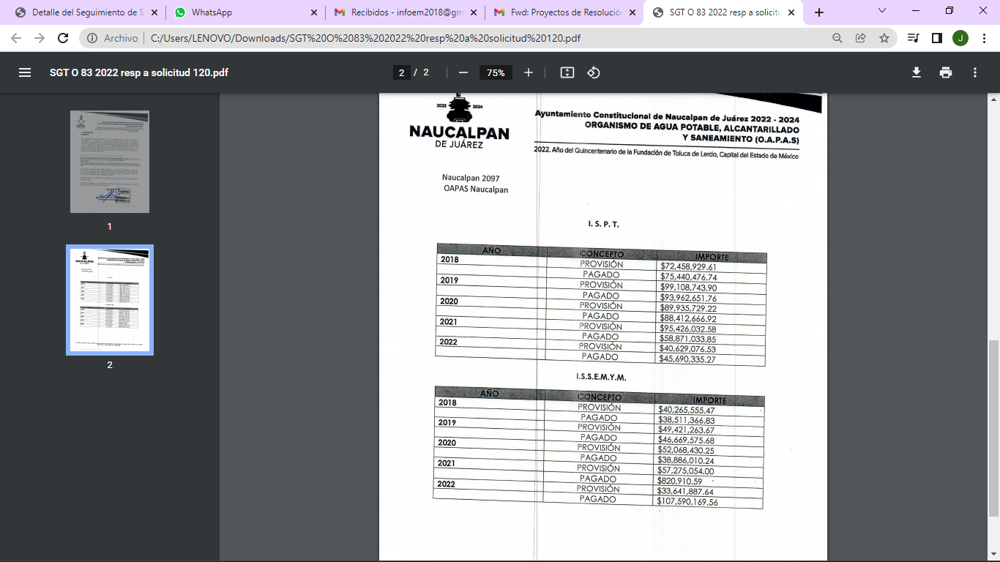 Detalle del Seguimiento de S
WhatsApp
Recibidos - infoem2018@gm
Fwd: Proyectos de Resolución
SGT O 83 2022 resp a solicitu
Archivo C:/Users/LENOVO/Downloads/SGT%20O%2083%202022%20resp%20a%20solicitud%20120.pdf
J
SGT O 83 2022 resp a solicitud 120.pdf
2 / 2
75%
1
2
2022 2024
NAUCALPAN
DE JUÁREZ
Ayuntamiento Constitucional de Naucalpan de Juárez 2022 - 2024
ORGANISMO DE AGUA POTABLE, ALCANTARILLADO
Y SANEAMIENTO (O.A.P.A.S)
2022. Año del Quincentenario de la Fundación de Toluca de Lerdo, Capital del Estado de México
Naucalpan 2097
OAPAS Naucalpan
I. S. P. T.
AÑO CONCEPTO IMPORTE
2018 PROVISIÓN $72,458,929.61
PAGADO $75,440,476.74
2019 PROVISIÓN $99,108,743.90
PAGADO $93,962,651.76
2020 PROVISIÓN $89,935,729.22
PAGADO $88,412,666.92
2021 PROVISIÓN $95,426,032.58
PAGADO $58,871,033.85
2022 PROVISIÓN $40,629,076.53
PAGADO $45,690,335.27
I.S.S.E.M.Y.M.
AÑO CONCEPTO IMPORTE
2018 PROVISIÓN $40,265,555.47
PAGADO $38,511,366.83
2019 PROVISIÓN $49,421,263.67
PAGADO $46,669,575.68
2020 PROVISIÓN $52,068,430.25
PAGADO $38,886,010.24
2021 PROVISIÓN $57,275,054.00
PAGADO $820,910.59
2022 PROVISIÓN $33,641,887.64
PAGADO $107,590,169.56